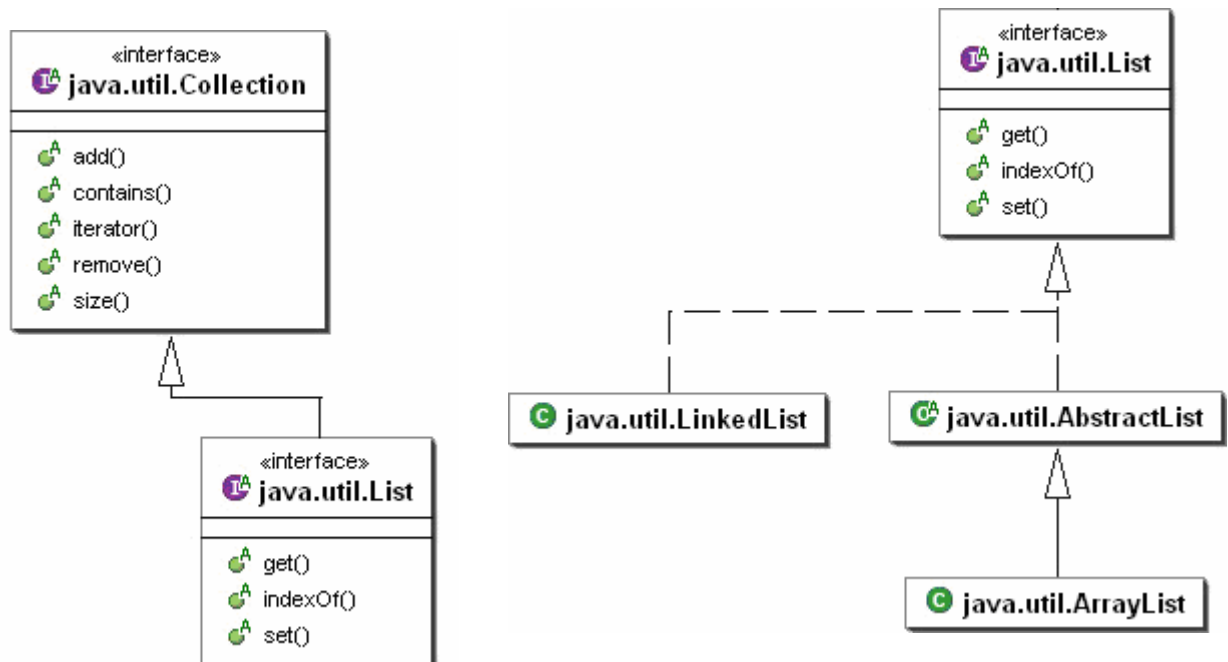 «interface»
java.util.Collection
add()
contains()
iterator()
remove()
size()
«interface»
java.util.List
get()
indexOf()
set()
«interface»
java.util.List
get()
indexOf()
set()
java.util.LinkedList
java.util.AbstractList
java.util.ArrayList